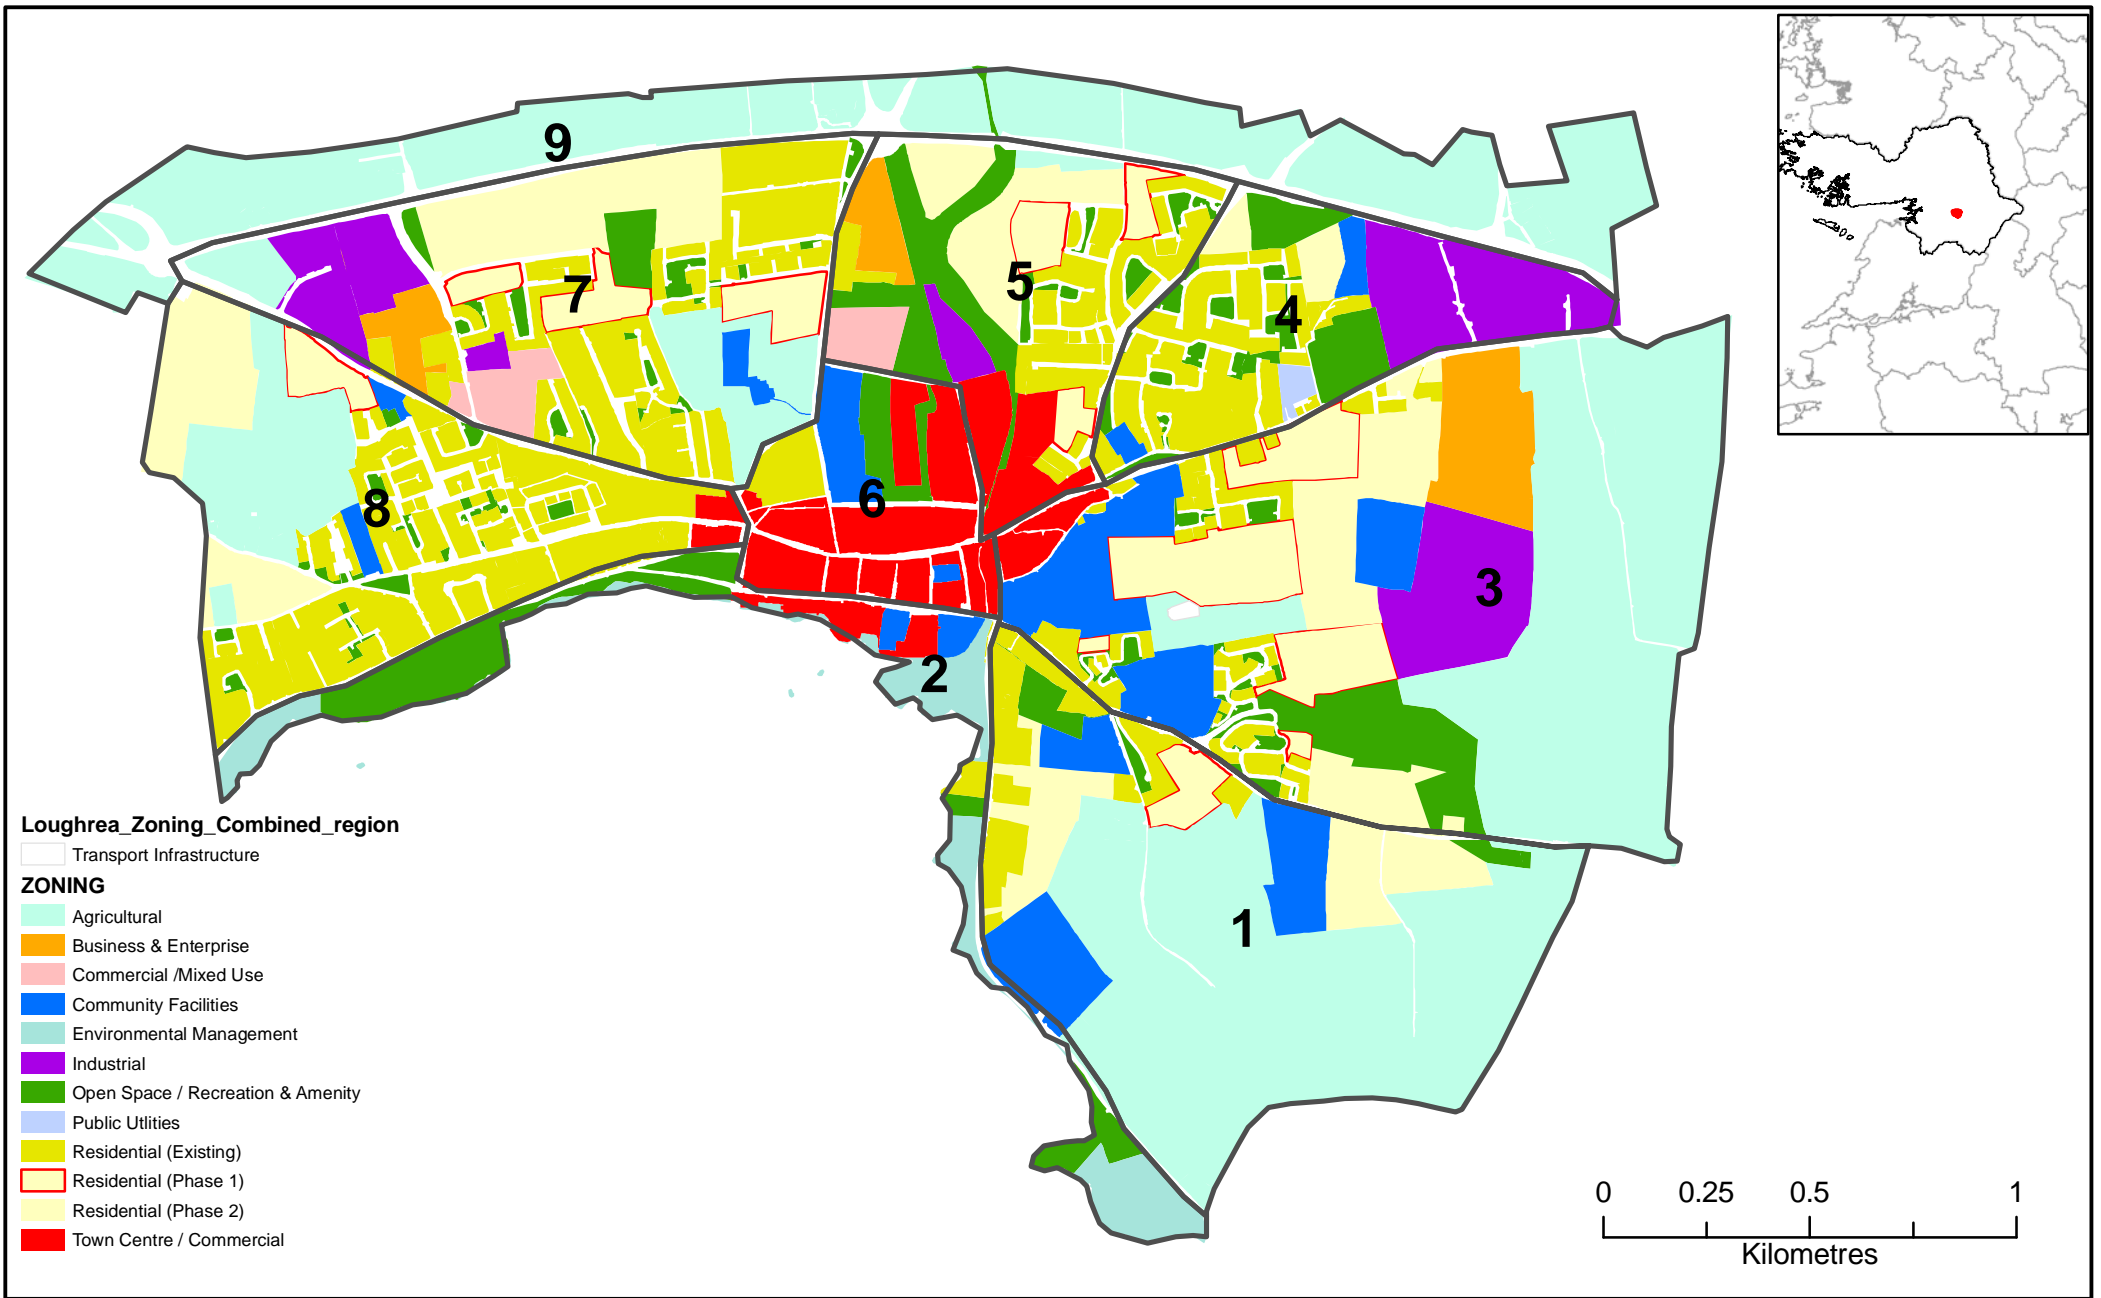 9
7
5
4
8
6
3
2
1
Loughrea_Zoning_Combined_region
Transport Infrastructure
ZONING
Agricultural
Business & Enterprise
Commercial /Mixed Use
Community Facilities
Environmental Management
Industrial
Open Space / Recreation & Amenity
Public Utlities
Residential (Existing)
Residential (Phase 1)
Residential (Phase 2)
Town Centre / Commercial
0 0.25 0.5 1
Kilometres